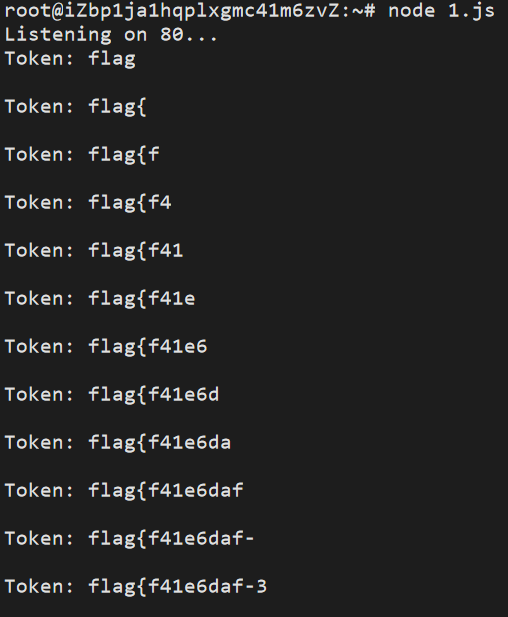 root@iZbp1ja1hqplxgmc41m6zvZ:~# node 1.js
Listening on 80...
Token: flag
Token: flag{
Token: flag{f
Token: flag{f4
Token: flag{f41
Token: flag{f41e
Token: flag{f41e6
Token: flag{f41e6d
Token: flag{f41e6da
Token: flag{f41e6daf
Token: flag{f41e6daf-
Token: flag{f41e6daf-3